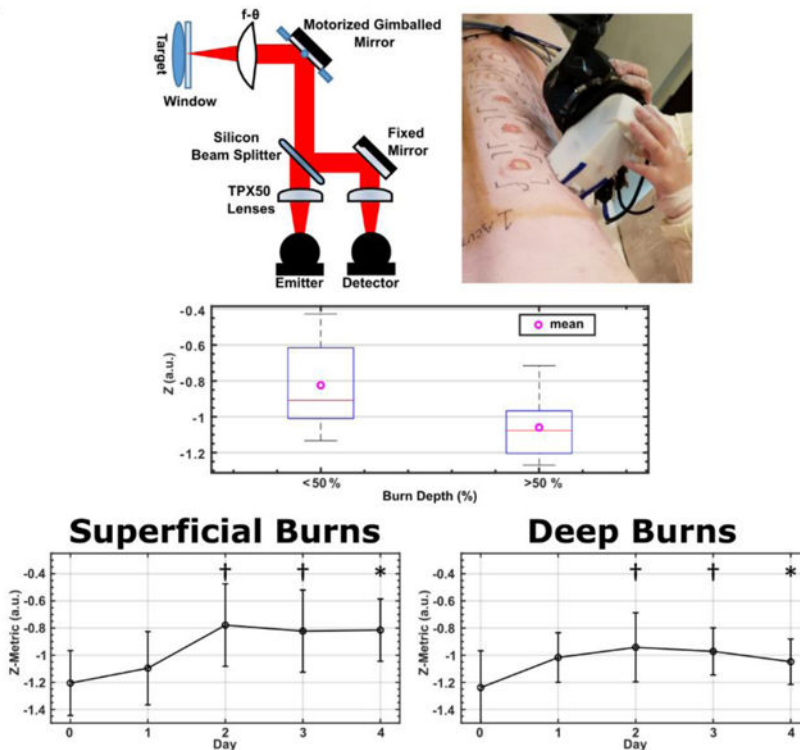 f-θ
Motorized Gimballed
Mirror
Target
Window
Silicon
Beam Splitter
Fixed
Mirror
TPX50
Lenses
Emitter
Detector
-0.4
-0.6
-0.8
-1
-1.2
Z (a.u.)
mean
<50 %
>50 %
Burn Depth (%)
Superficial Burns
-0.4
-0.6
-0.8
-1
-1.2
-1.4
Z-Metric (a.u.)
† † *
0 1 2 3 4
Day
Deep Burns
-0.4
-0.6
-0.8
-1
-1.2
-1.4
Z-Metric (a.u.)
† † *
0 1 2 3 4
Day